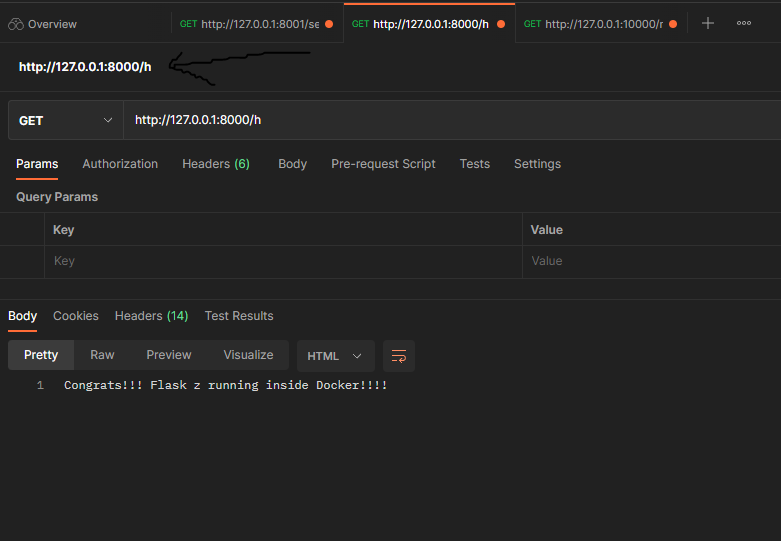 Overview GET http://127.0.0.1:8001/se GET http://127.0.0.1:8000/h GET http://127.0.0.1:10000/r
http://127.0.0.1:8000/h
GET http://127.0.0.1:8000/h
Params Authorization Headers (6) Body Pre-request Script Tests Settings
Query Params
Key Value
Key Value
Body Cookies Headers (14) Test Results
Pretty Raw Preview Visualize HTML
1 Congrats!!! Flask z running inside Docker!!!!